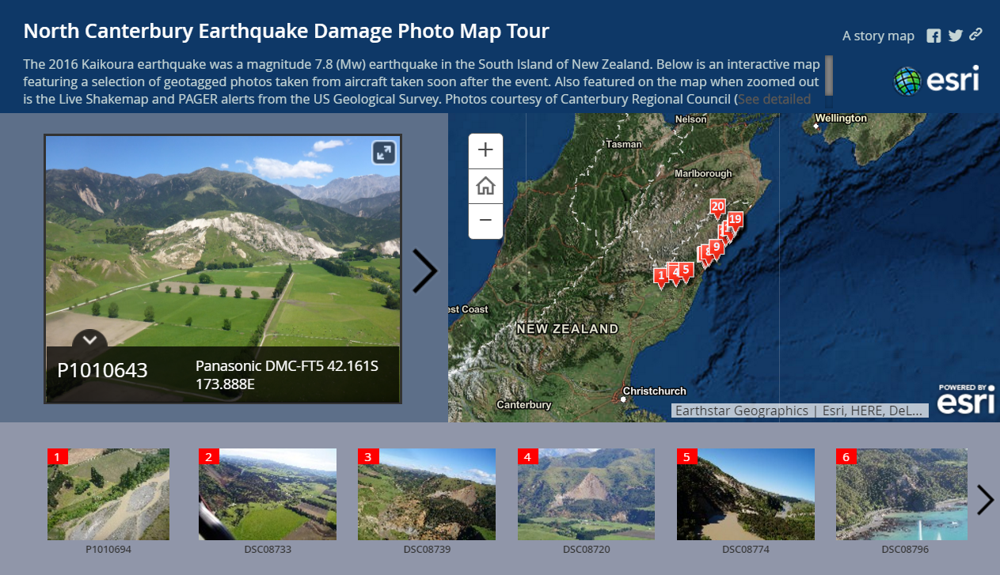 North Canterbury Earthquake Damage Photo Map Tour
A story map
The 2016 Kaikoura earthquake was a magnitude 7.8 (Mw) earthquake in the South Island of New Zealand. Below is an interactive map
featuring a selection of geotagged photos taken from aircraft taken soon after the event. Also featured on the map when zoomed out
is the Live Shakemap and PAGER alerts from the US Geological Survey. Photos courtesy of Canterbury Regional Council (See detailed
esri
P1010643
Panasonic DMC-FT5 42.161S
173.888E
Nelson
Wellington
Tasman
Marlborough
20
19
9
8
1
4
5
est Coast
NEW ZEALAND
Christchurch
Canterbury
Earthstar Geographics | Esri, HERE, DeL...
POWERED BY
esri
1
2
3
4
5
6
P1010694
DSC08733
DSC08739
DSC08720
DSC08774
DSC08796